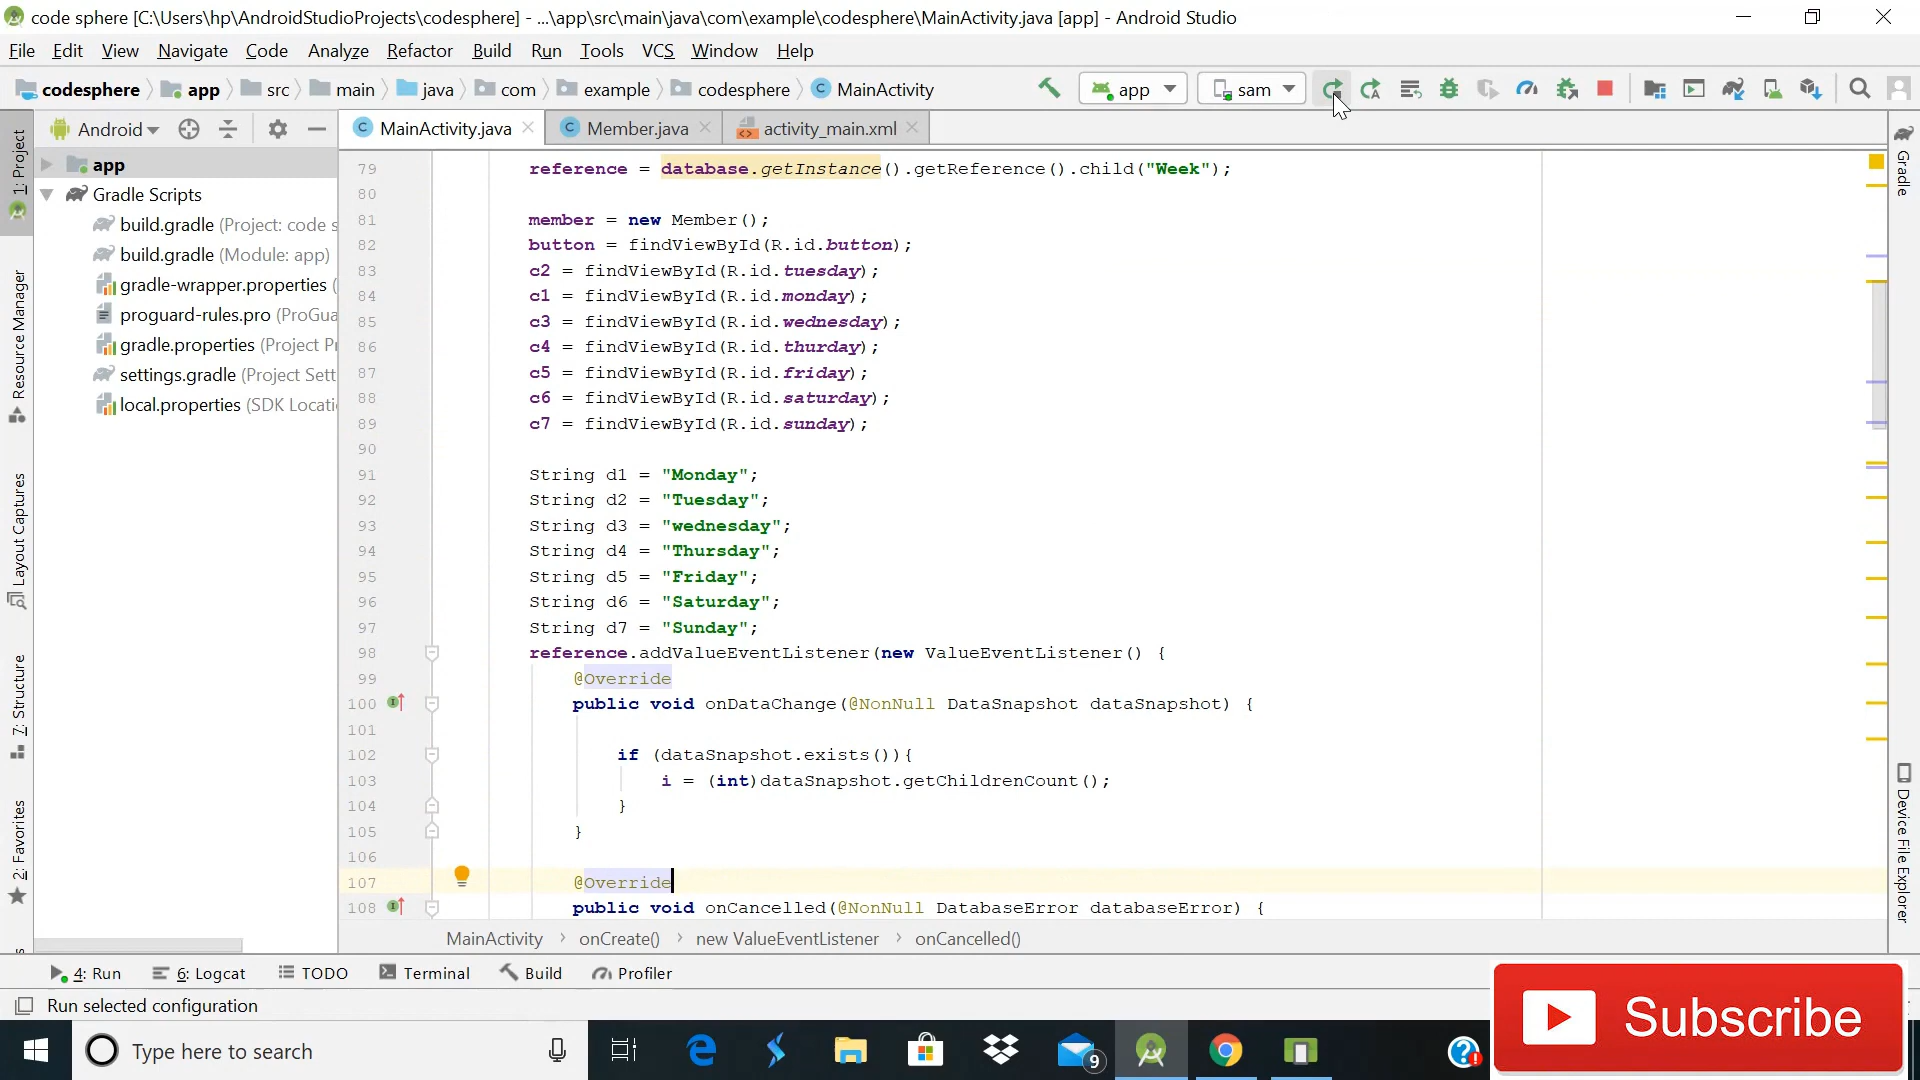 code sphere [C:\Users\hp\AndroidStudioProjects\codesphere] - ...\app\src\main\java\com\example\codesphere\MainActivity.java [app] - Android Studio
File Edit View Navigate Code Analyze Refactor Build Run Tools VCS Window Help
codesphere app src main java com example codesphere MainActivity app sam
1: Project
Resource Manager
Layout Captures
7: Structure
2: Favorites
Android
app
Gradle Scripts
build.gradle (Project: code s
build.gradle (Module: app)
gradle-wrapper.properties (
proguard-rules.pro (ProGua
gradle.properties (Project Pr
settings.gradle (Project Sett
local.properties (SDK Locati
MainActivity.java Member.java activity_main.xml
79 reference = database.getInstance().getReference().child("Week");
80
81 member = new Member();
82 button = findViewById(R.id.button);
83 c2 = findViewById(R.id.tuesday);
84 c1 = findViewById(R.id.monday);
85 c3 = findViewById(R.id.wednesday);
86 c4 = findViewById(R.id.thurday);
87 c5 = findViewById(R.id.friday);
88 c6 = findViewById(R.id.saturday);
89 c7 = findViewById(R.id.sunday);
90
91 String d1 = "Monday";
92 String d2 = "Tuesday";
93 String d3 = "wednesday";
94 String d4 = "Thursday";
95 String d5 = "Friday";
96 String d6 = "Saturday";
97 String d7 = "Sunday";
98 reference.addValueEventListener(new ValueEventListener() {
99 @Override
100 public void onDataChange(@NonNull DataSnapshot dataSnapshot) {
101
102 if (dataSnapshot.exists()){
103 i = (int)dataSnapshot.getChildrenCount();
104 }
105 }
106
107 @Override
108 public void onCancelled(@NonNull DatabaseError databaseError) {
MainActivity onCreate() new ValueEventListener onCancelled()
Gradle
Device File Explorer
4: Run 6: Logcat TODO Terminal Build Profiler
Run selected configuration
Subscribe
Type here to search
9